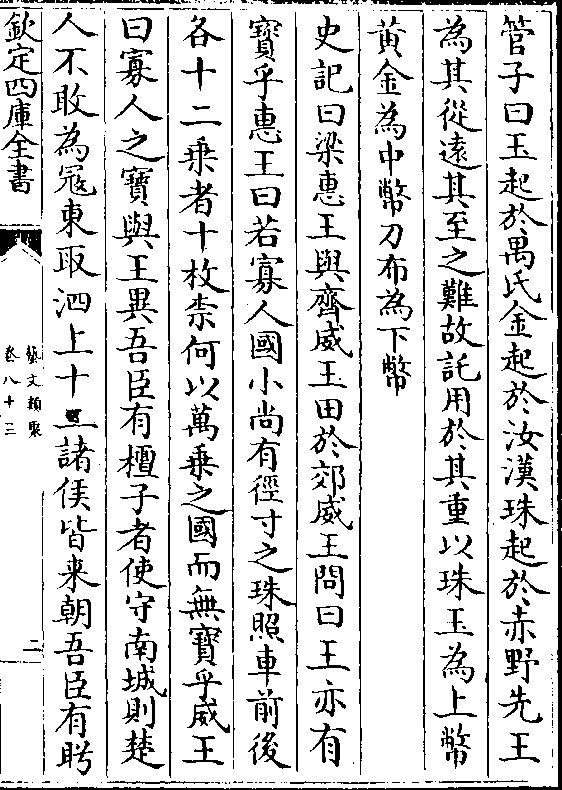 管子曰玉起於禺氏金起於汝漢珠起於赤野先王
為其從遠其至之難故託用於其重以珠玉為上幣
黃金為中幣刀布為下幣
史記曰梁惠王與齊威王田於郊威王問曰王亦有
寶乎惠王曰若寡人國小尚有徑寸之珠照車前後
各十二乗者十枚柰何以萬乗之國而無寶乎威王
曰寡人之寶與王異吾臣有檀子者使守南城則楚
人不敢為冦東取泗上十二諸侯皆来朝吾臣有盻
欽定四庫全書
藝文類聚
卷八十三
二